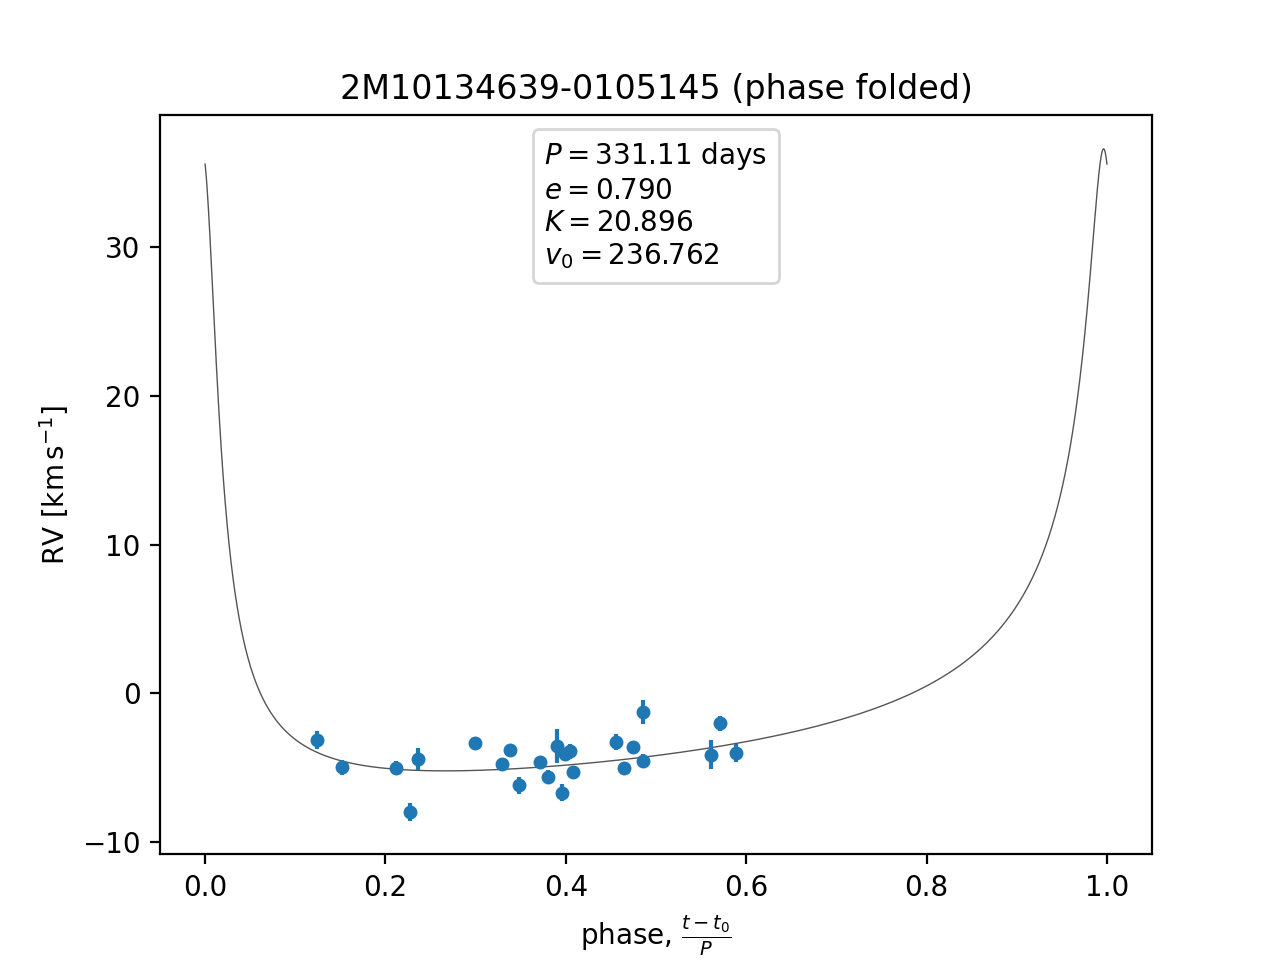 2M10134639-0105145 (phase folded)
P = 331.11 days
e = 0.790
K = 20.896
v₀ = 236.762
30
20
10
0
−10
RV [km s⁻¹]
0.0 0.2 0.4 0.6 0.8 1.0
phase, (t − t₀)/P